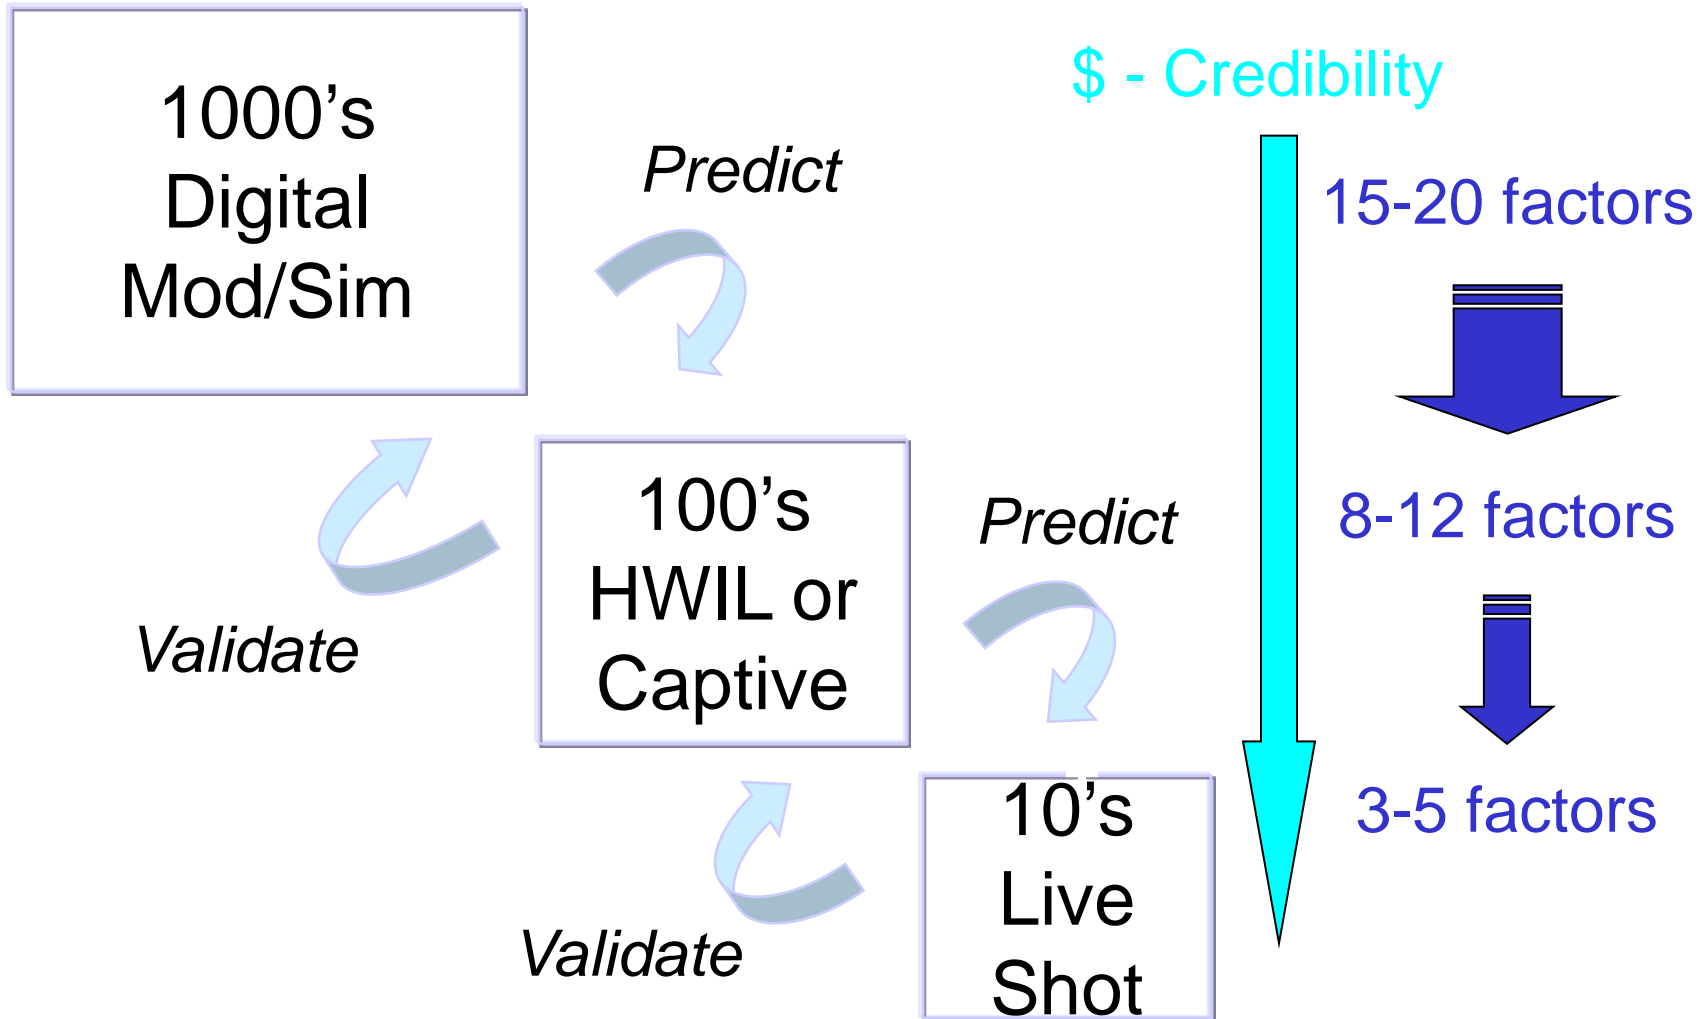 1000’s
Digital
Mod/Sim
Predict
$ - Credibility
15-20 factors
Validate
100’s
HWIL or
Captive
Predict
8-12 factors
Validate
10’s
Live
Shot
3-5 factors